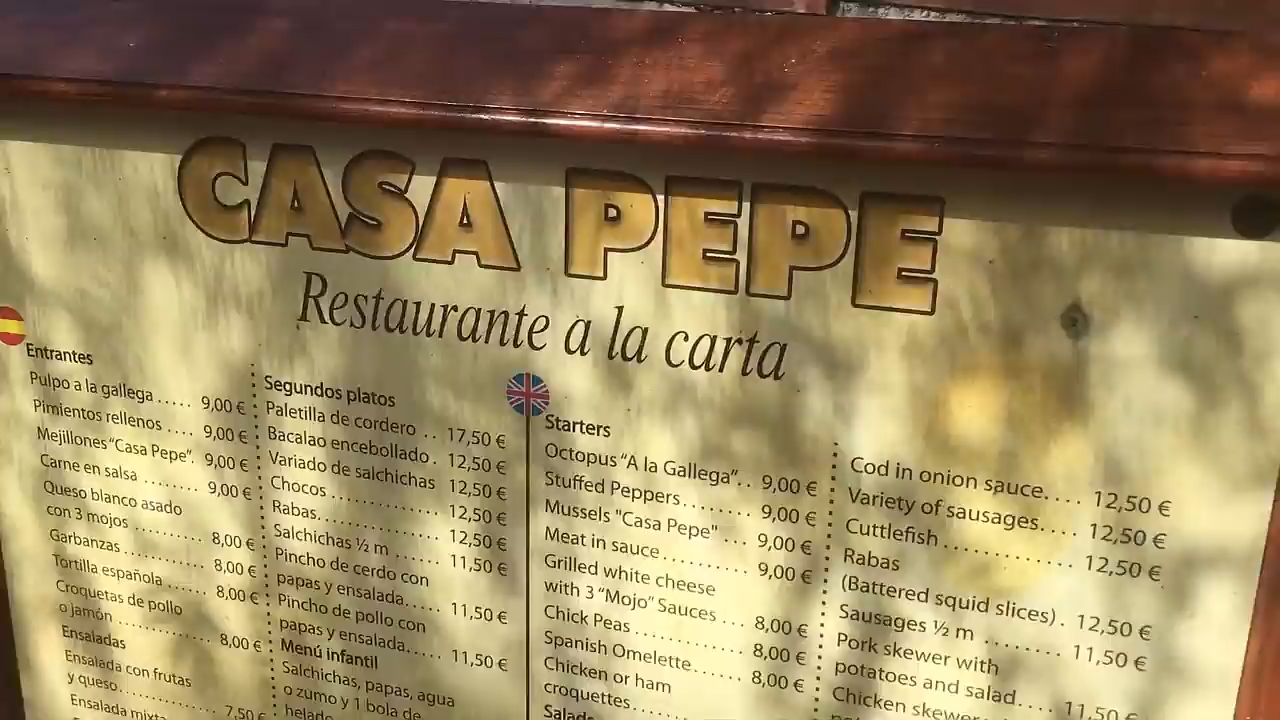 CASA PEPE
Restaurante a la carta
Entrantes
Pulpo a la gallega ..... 9,00 €
Pimientos rellenos .... 9,00 €
Mejillones “Casa Pepe”. 9,00 €
Carne en salsa ........ 9,00 €
Queso blanco asado
con 3 mojos ........... 8,00 €
Garbanzas ............. 8,00 €
Tortilla española ...... 8,00 €
Croquetas de pollo
o jamón ............... 8,00 €
Ensaladas
Ensalada con frutas
y queso............... 7,50 €
Ensalada mixta
Segundos platos
Paletilla de cordero .. 17,50 €
Bacalao encebollado . 12,50 €
Variado de salchichas 12,50 €
Chocos .............. 12,50 €
Rabas................ 12,50 €
Salchichas ½ m ...... 11,50 €
Pincho de cerdo con
papas y ensalada..... 11,50 €
Pincho de pollo con
papas y ensalada..... 11,50 €
Menú infantil
Salchichas, papas, agua
o zumo y 1 bola de
helado
Starters
Octopus “A la Gallega”.. 9,00 €
Stuffed Peppers........ 9,00 €
Mussels "Casa Pepe" ... 9,00 €
Meat in sauce .......... 9,00 €
Grilled white cheese
with 3 “Mojo” Sauces ... 8,00 €
Chick Peas ............. 8,00 €
Spanish Omelette....... 8,00 €
Chicken or ham
croquettes.............
Salads
Cod in onion sauce.... 12,50 €
Variety of sausages.... 12,50 €
Cuttlefish ............. 12,50 €
Rabas
(Battered squid slices) . 12,50 €
Sausages ½ m ........ 11,50 €
Pork skewer with
potatoes and salad.... 11,50 €
Chicken skewer